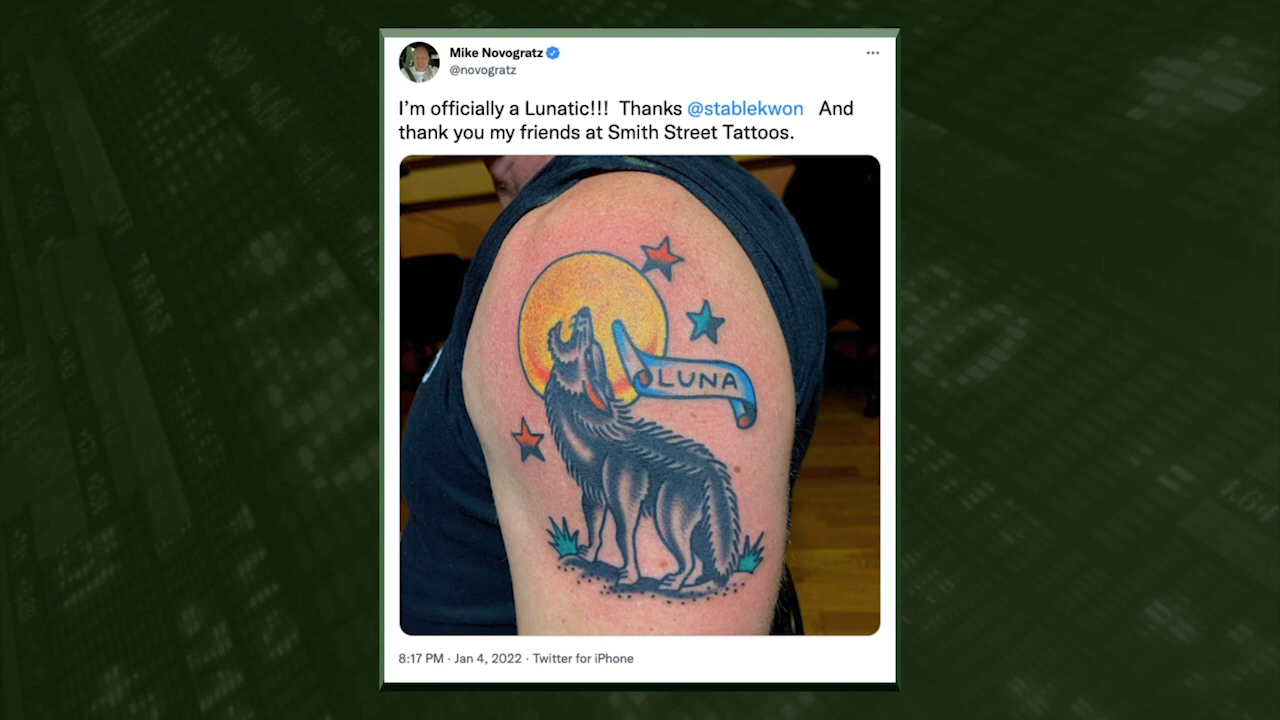 Mike Novogratz
@novogratz
I'm officially a Lunatic!!! Thanks @stablekwon And
thank you my friends at Smith Street Tattoos.
LUNA
8:17 PM · Jan 4, 2022 · Twitter for iPhone